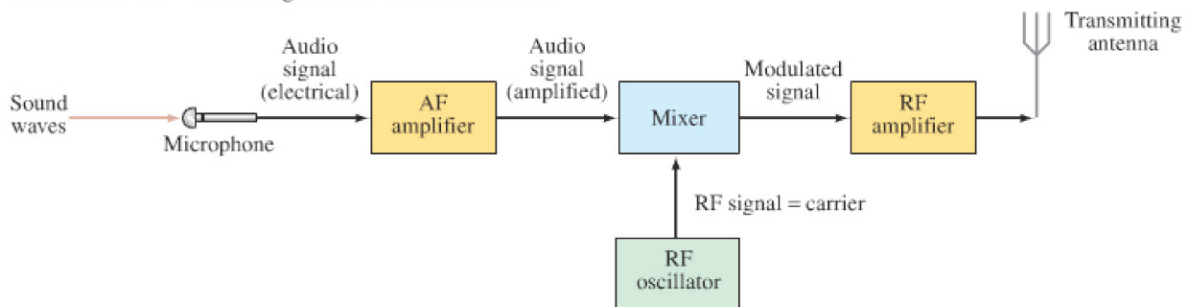 Sound
waves
Microphone
Audio
signal
(electrical)
AF
amplifier
Audio
signal
(amplified)
Mixer
Modulated
signal
RF
amplifier
Transmitting
antenna
RF signal = carrier
RF
oscillator